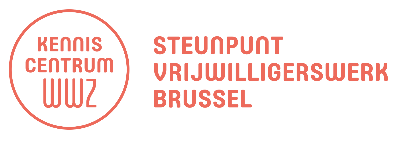 KENNIS
CENTRUM
WWZ
STEUNPUNT
VRIJWILLIGERSWERK
BRUSSEL